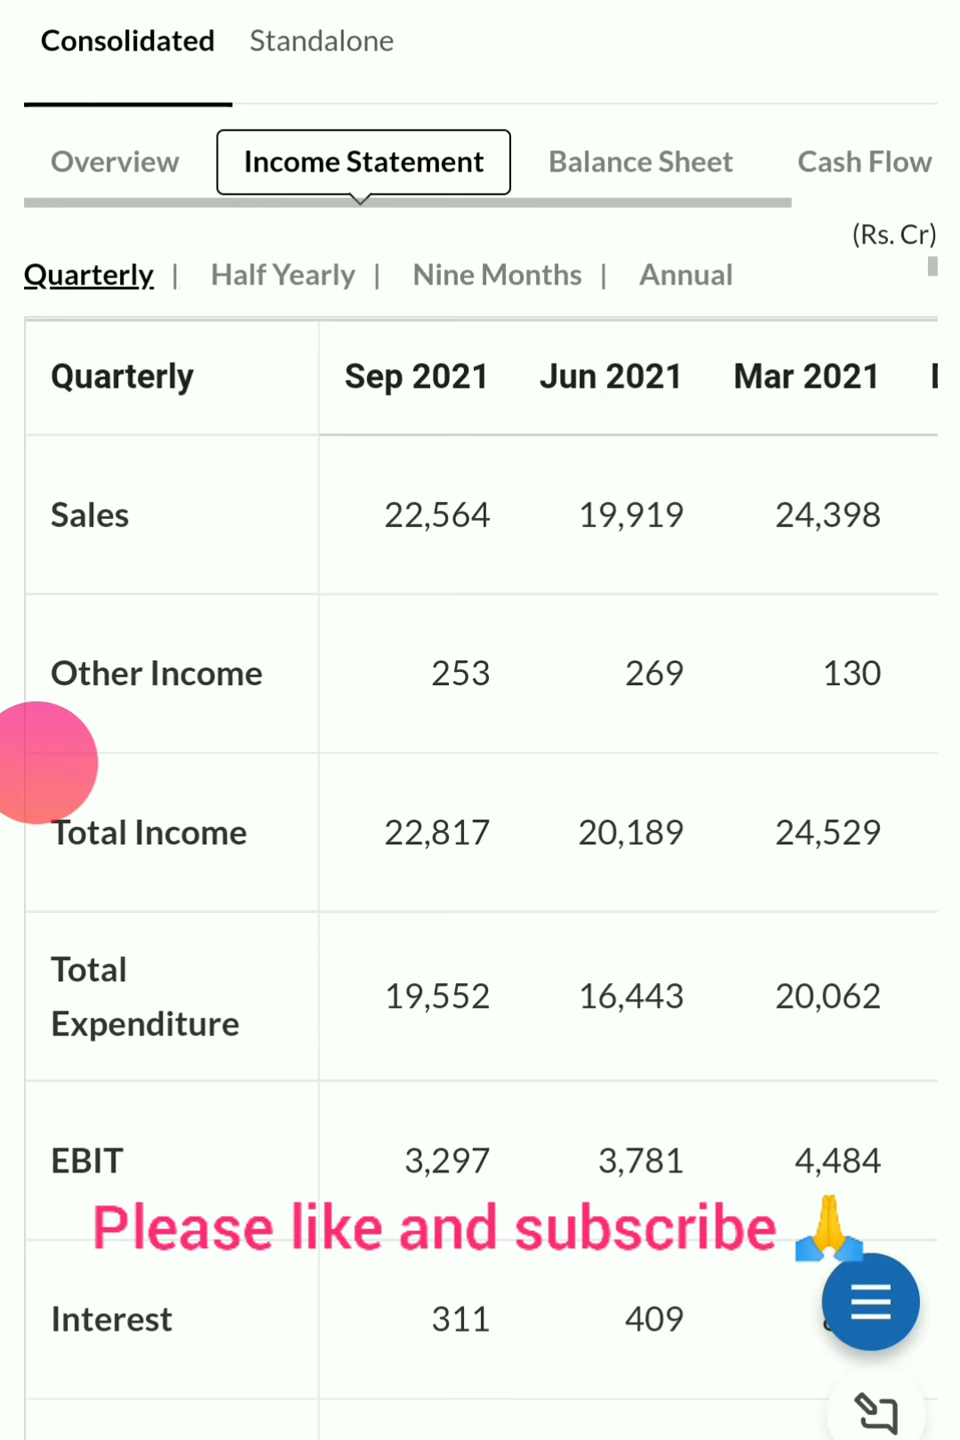 Consolidated Standalone
Overview Income Statement Balance Sheet Cash Flow
(Rs. Cr)
Quarterly | Half Yearly | Nine Months | Annual
Quarterly Sep 2021 Jun 2021 Mar 2021
Sales 22,564 19,919 24,398
Other Income 253 269 130
Total Income 22,817 20,189 24,529
Total
Expenditure 19,552 16,443 20,062
EBIT 3,297 3,781 4,484
Please like and subscribe 🙏
Interest 311 409